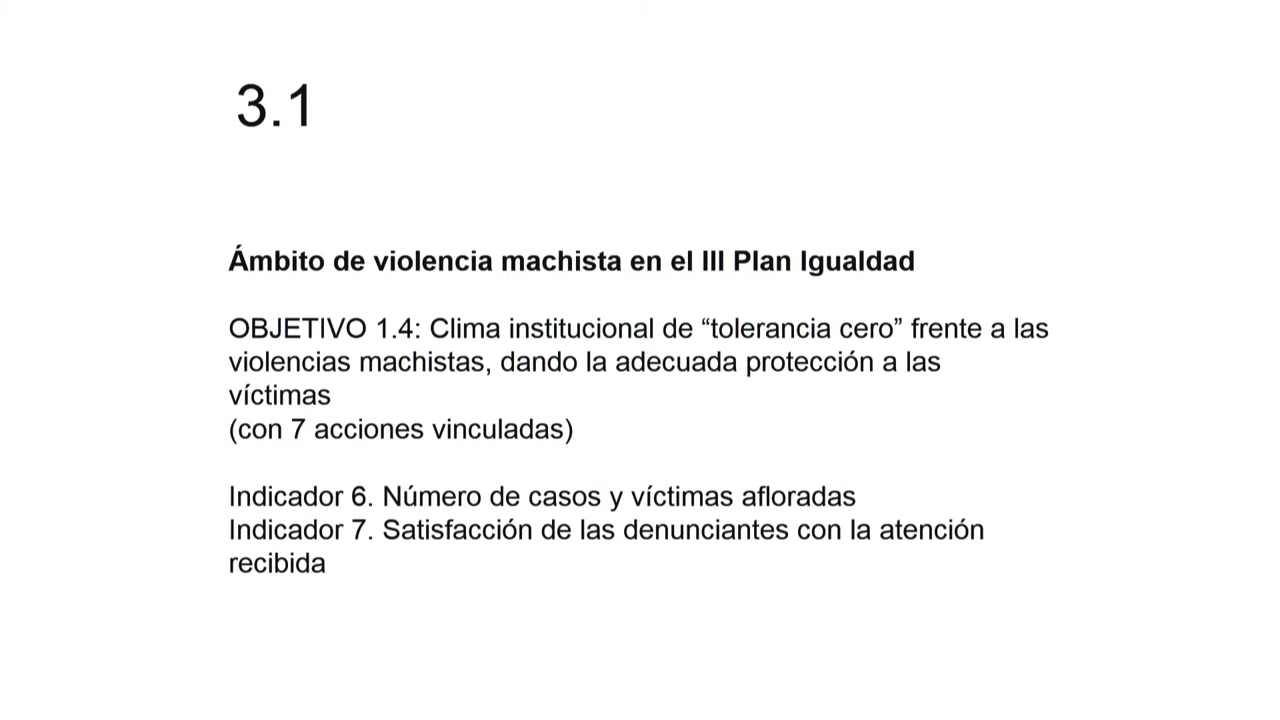 3.1
Ámbito de violencia machista en el III Plan Igualdad
OBJETIVO 1.4: Clima institucional de “tolerancia cero” frente a las
violencias machistas, dando la adecuada protección a las
víctimas
(con 7 acciones vinculadas)
Indicador 6. Número de casos y víctimas afloradas
Indicador 7. Satisfacción de las denunciantes con la atención
recibida